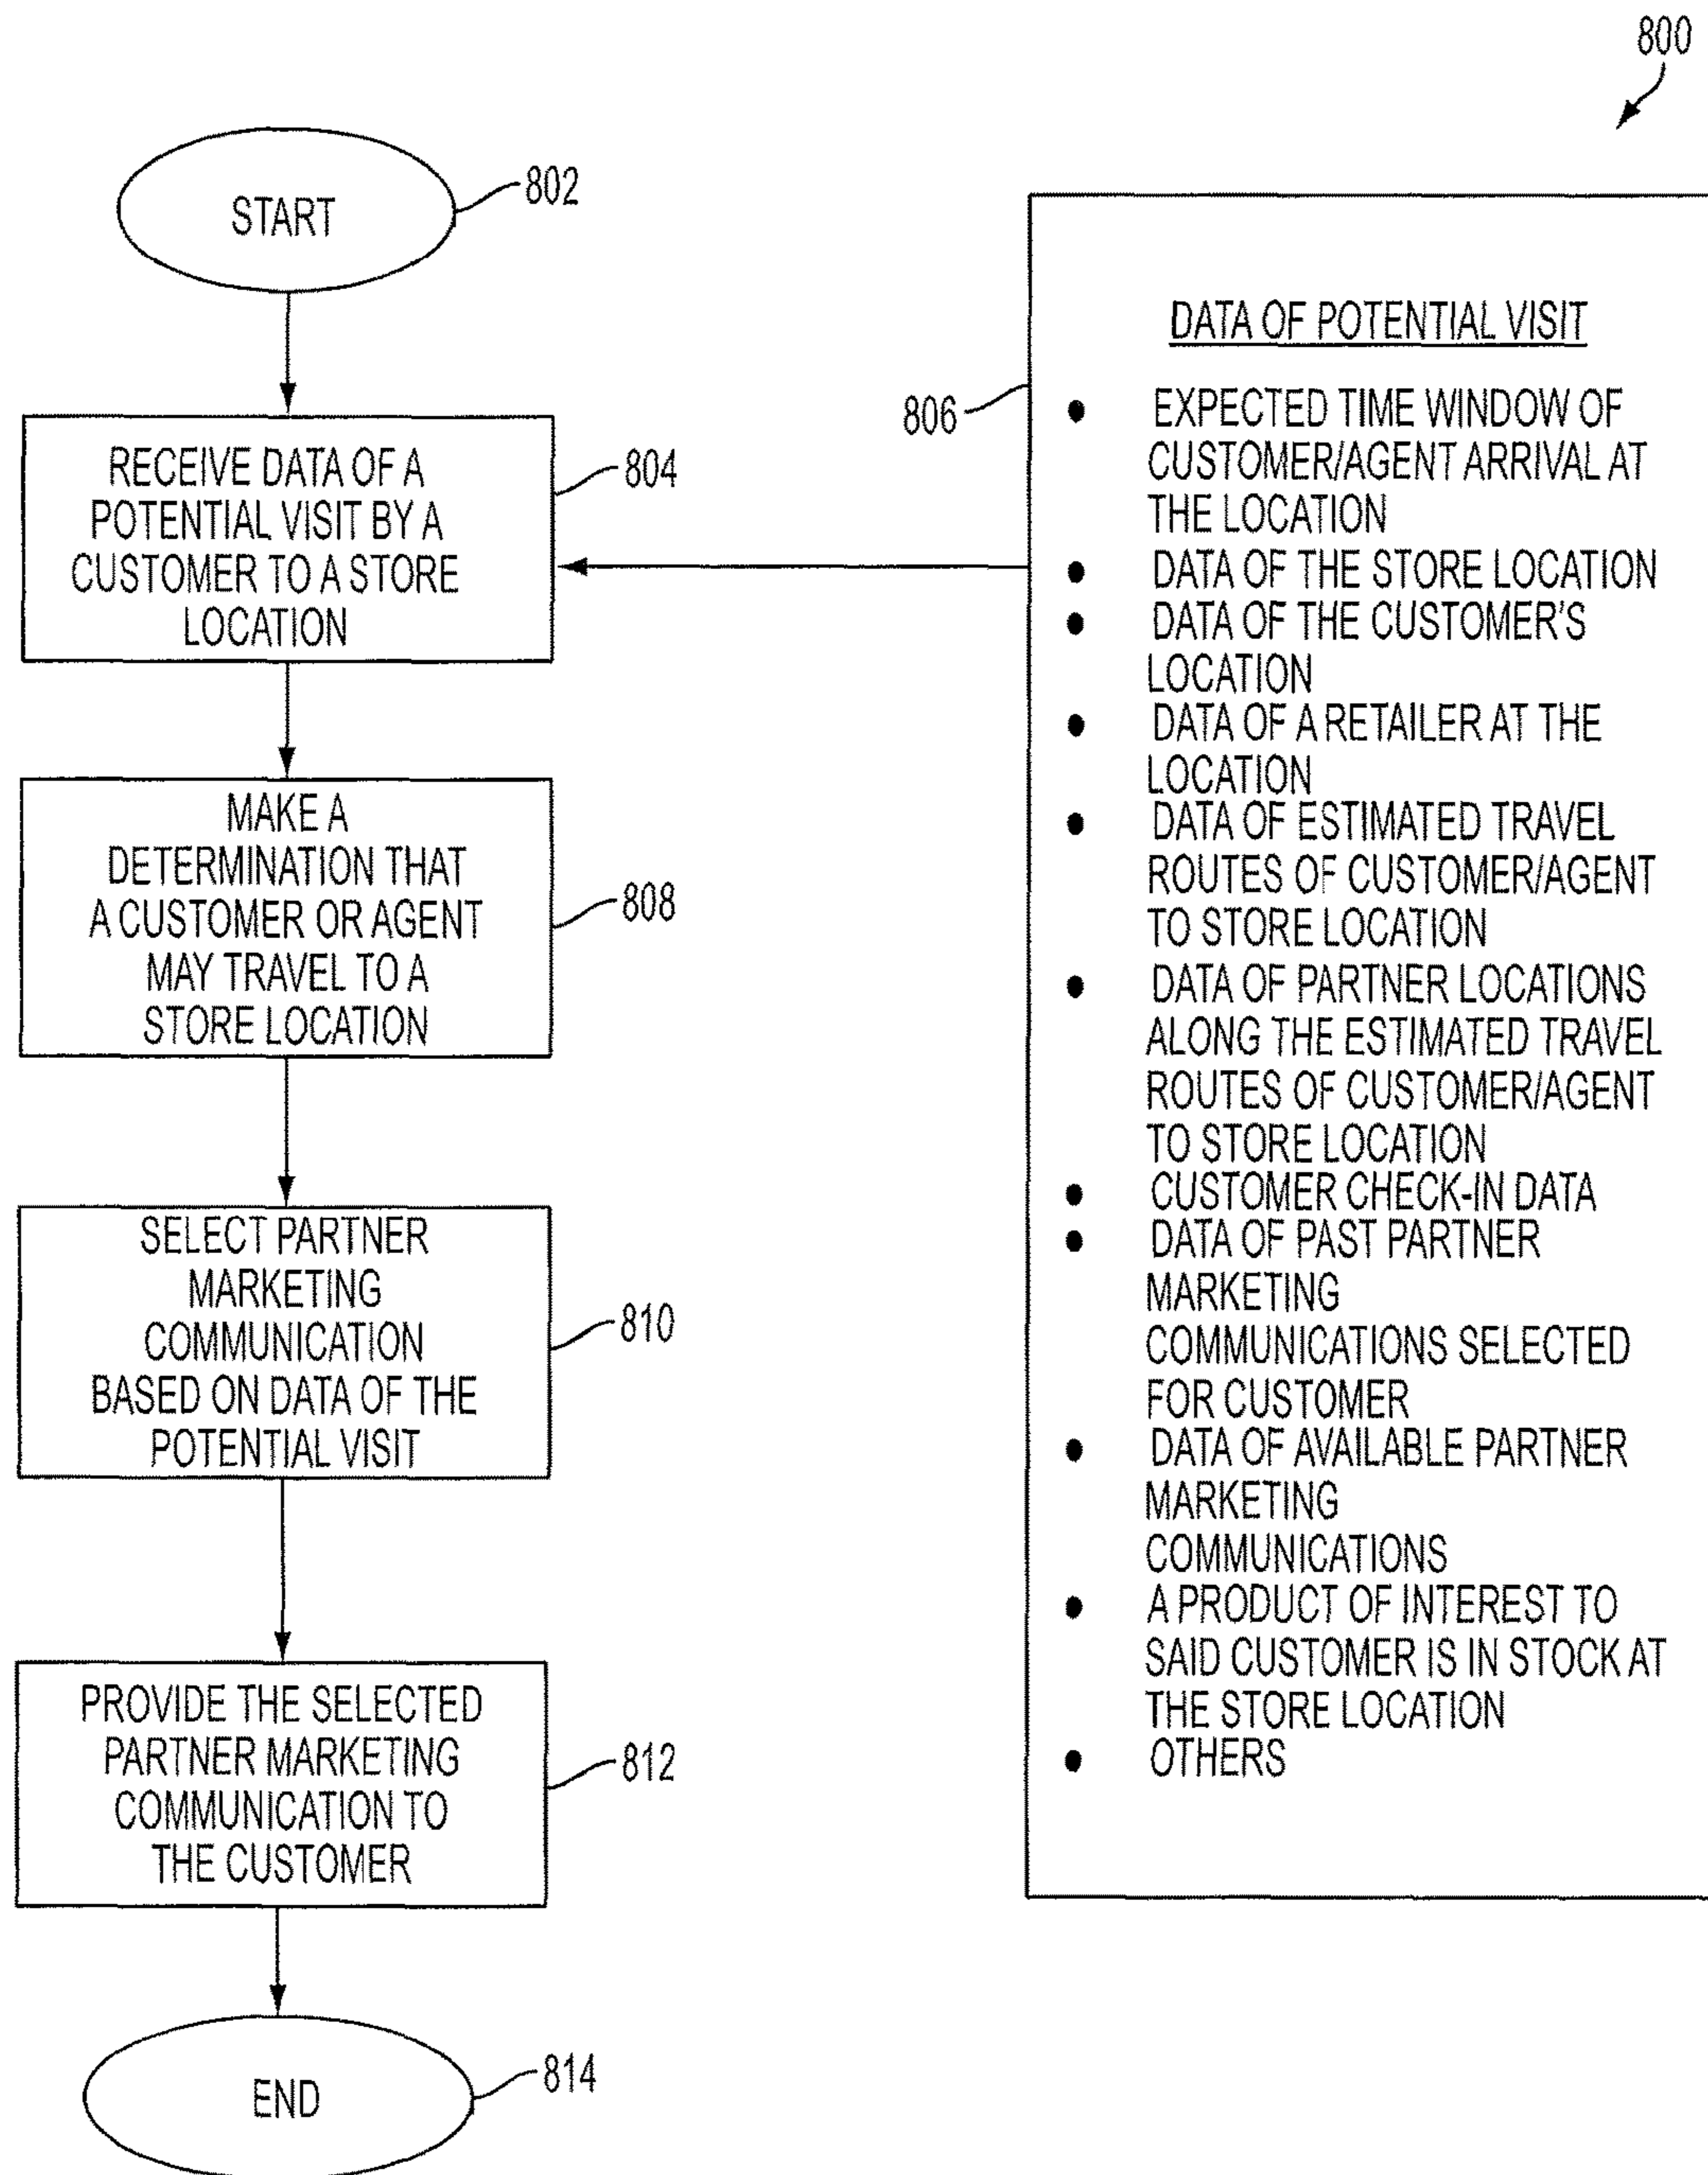 800
START
802
RECEIVE DATA OF A
POTENTIAL VISIT BY A
CUSTOMER TO A STORE
LOCATION
804
MAKE A
DETERMINATION THAT
A CUSTOMER OR AGENT
MAY TRAVEL TO A
STORE LOCATION
808
SELECT PARTNER
MARKETING
COMMUNICATION
BASED ON DATA OF THE
POTENTIAL VISIT
810
PROVIDE THE SELECTED
PARTNER MARKETING
COMMUNICATION TO
THE CUSTOMER
812
END
814
806
DATA OF POTENTIAL VISIT
• EXPECTED TIME WINDOW OF
CUSTOMER/AGENT ARRIVAL AT
THE LOCATION
• DATA OF THE STORE LOCATION
• DATA OF THE CUSTOMER'S
LOCATION
• DATA OF A RETAILER AT THE
LOCATION
• DATA OF ESTIMATED TRAVEL
ROUTES OF CUSTOMER/AGENT
TO STORE LOCATION
• DATA OF PARTNER LOCATIONS
ALONG THE ESTIMATED TRAVEL
ROUTES OF CUSTOMER/AGENT
TO STORE LOCATION
• CUSTOMER CHECK-IN DATA
• DATA OF PAST PARTNER
MARKETING
COMMUNICATIONS SELECTED
FOR CUSTOMER
• DATA OF AVAILABLE PARTNER
MARKETING
COMMUNICATIONS
• A PRODUCT OF INTEREST TO
SAID CUSTOMER IS IN STOCK AT
THE STORE LOCATION
• OTHERS